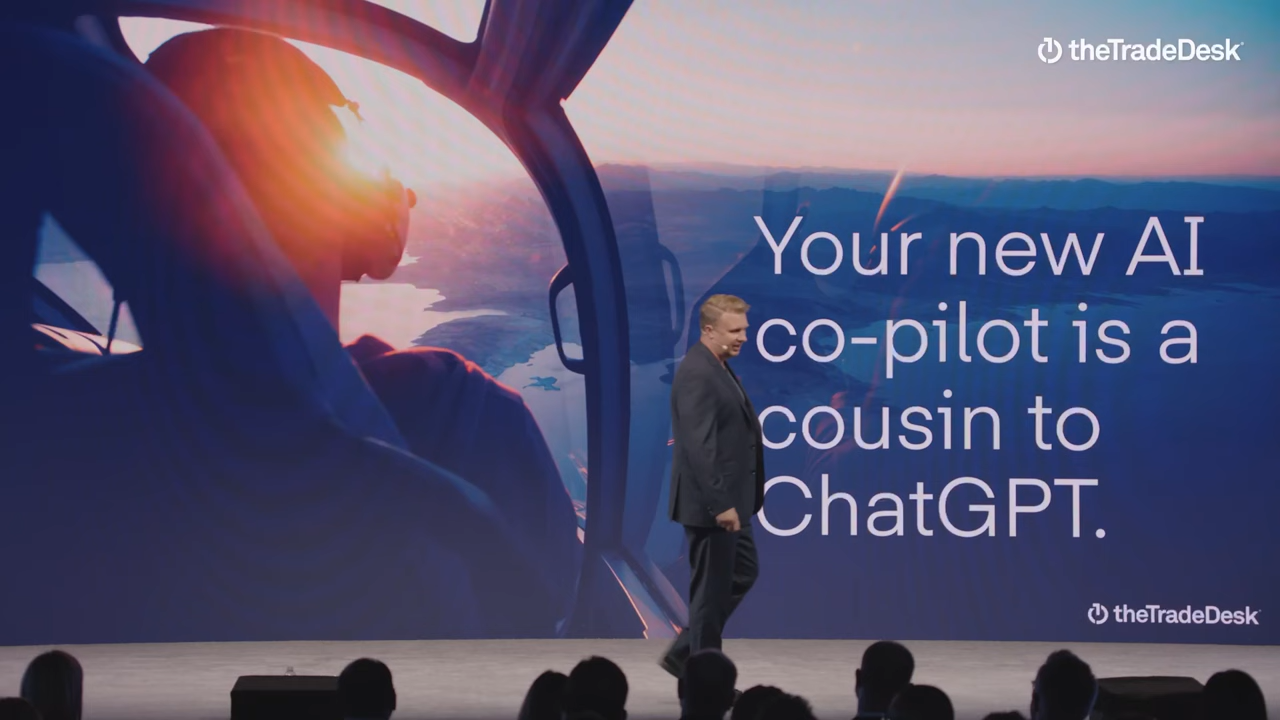 theTradeDesk
Your new AI
co-pilot is a
cousin to
ChatGPT.
theTradeDesk